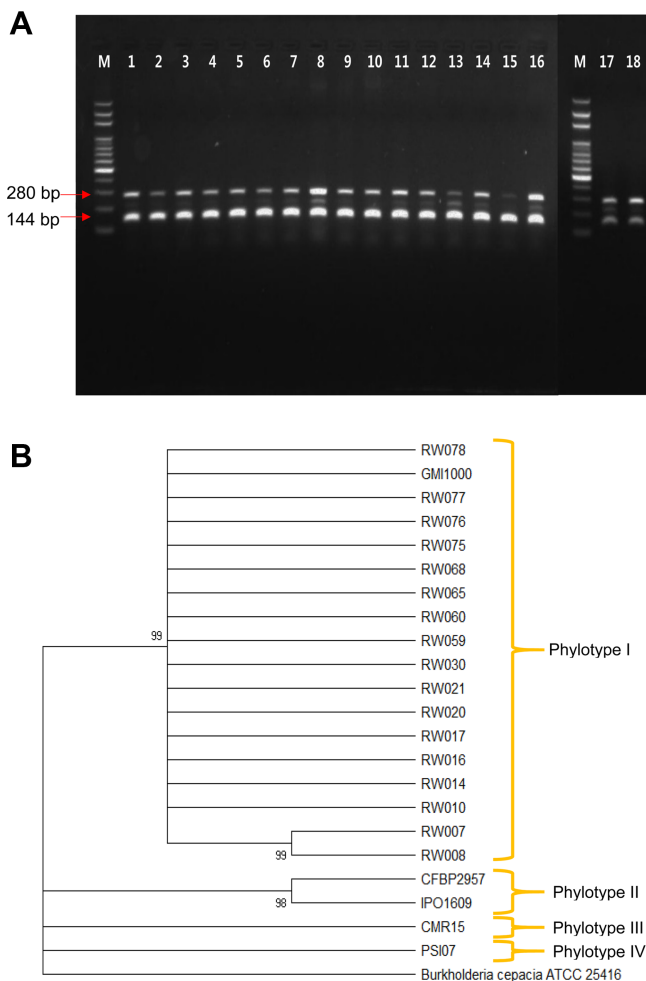 A
M 1 2 3 4 5 6 7 8 9 10 11 12 13 14 15 16 M 17 18
280 bp
144 bp
B
RW078
GMI1000
RW077
RW076
RW075
RW068
RW065
RW060
99
RW059
Phylotype I
RW030
RW021
RW020
RW017
RW016
RW014
RW010
RW007
99
RW008
CFBP2957
Phylotype II
98
IPO1609
CMR15
Phylotype III
PSI07
Phylotype IV
Burkholderia cepacia ATCC 25416